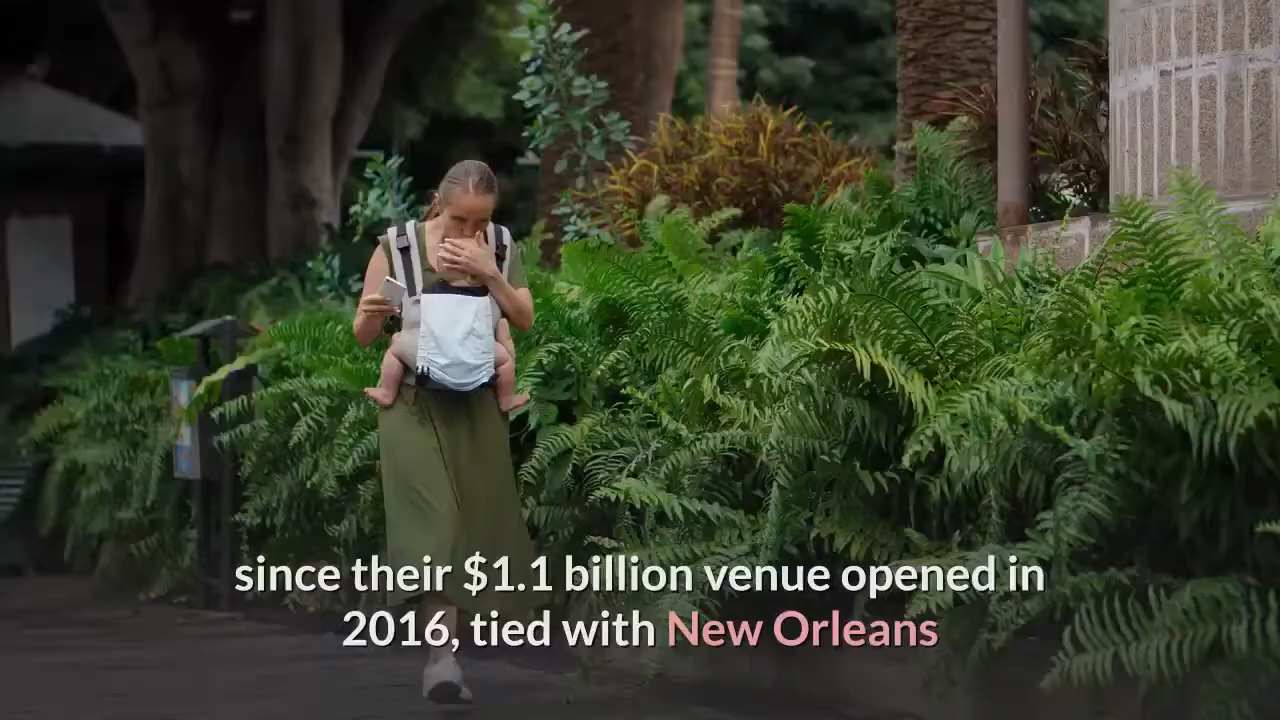 since their $1.1 billion venue opened in
2016, tied with New Orleans